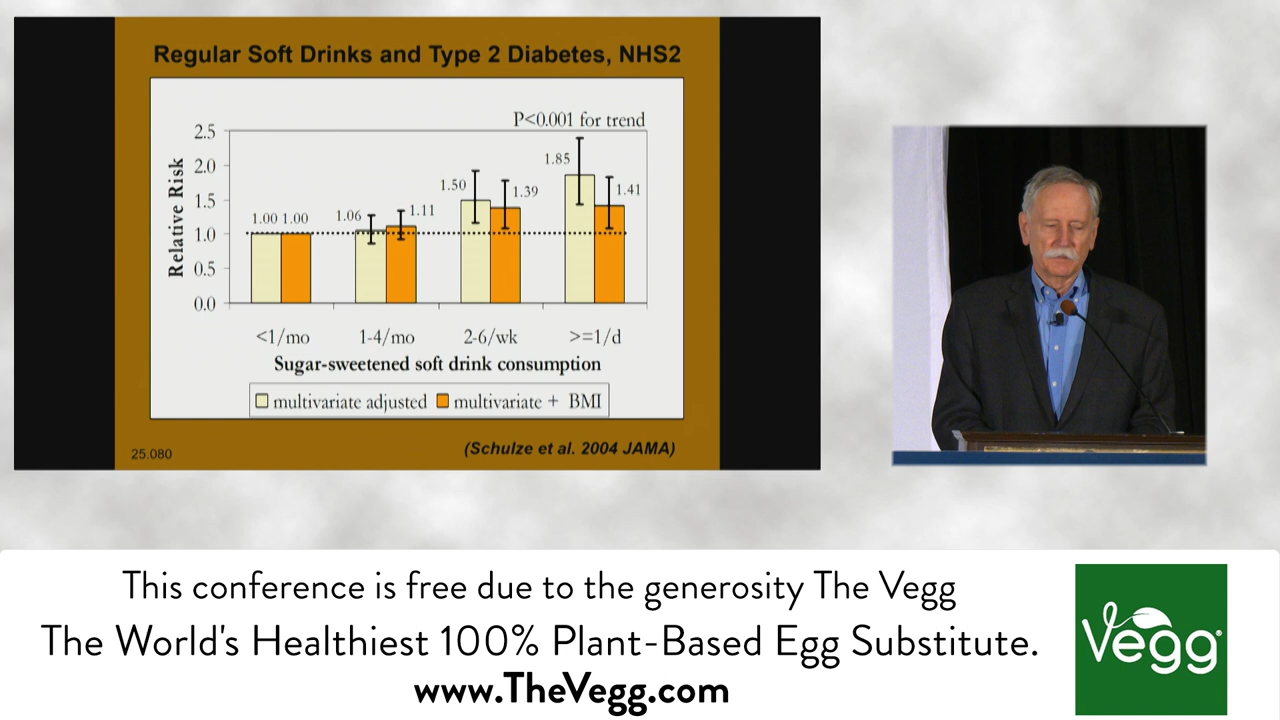 Regular Soft Drinks and Type 2 Diabetes, NHS2
P<0.001 for trend
Relative Risk
2.5
2.0
1.5
1.0
0.5
0.0
1.00 1.00
1.06
1.11
1.50
1.39
1.85
1.41
<1/mo 1-4/mo 2-6/wk >=1/d
Sugar-sweetened soft drink consumption
multivariate adjusted multivariate + BMI
25.080
(Schulze et al. 2004 JAMA)
This conference is free due to the generosity The Vegg
The World's Healthiest 100% Plant-Based Egg Substitute.
www.TheVegg.com
Vegg